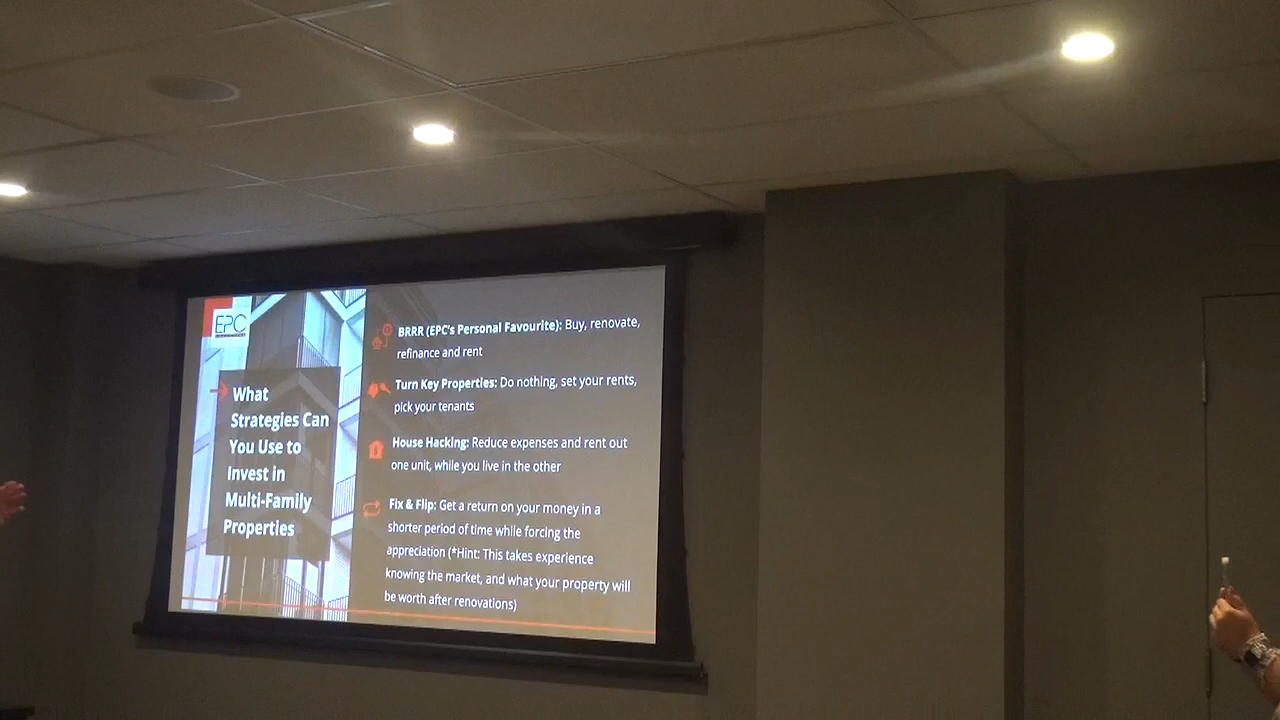 EPC
What
Strategies Can
You Use to
Invest in
Multi-Family
Properties
BRRR (EPC's Personal Favourite): Buy, renovate,
refinance and rent
Turn Key Properties: Do nothing, set your rents,
pick your tenants
House Hacking: Reduce expenses and rent out
one unit, while you live in the other
Fix & Flip: Get a return on your money in a
shorter period of time while forcing the
appreciation (*Hint: This takes experience
knowing the market, and what your property will
be worth after renovations)